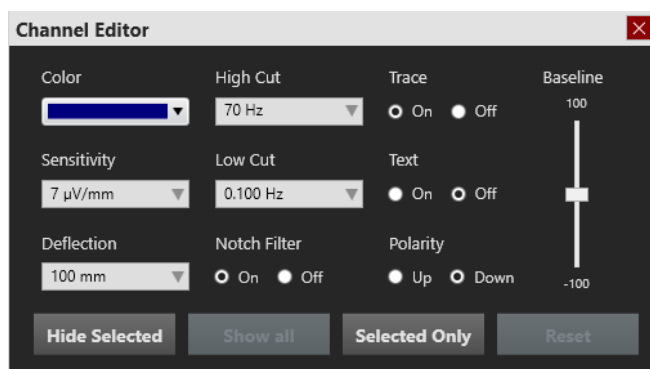 Channel Editor
Color High Cut Trace Baseline
70 Hz On Off 100
Sensitivity Low Cut Text
7 µV/mm 0.100 Hz On Off
Deflection Notch Filter Polarity
100 mm On Off Up Down -100
Hide Selected Show all Selected Only Reset